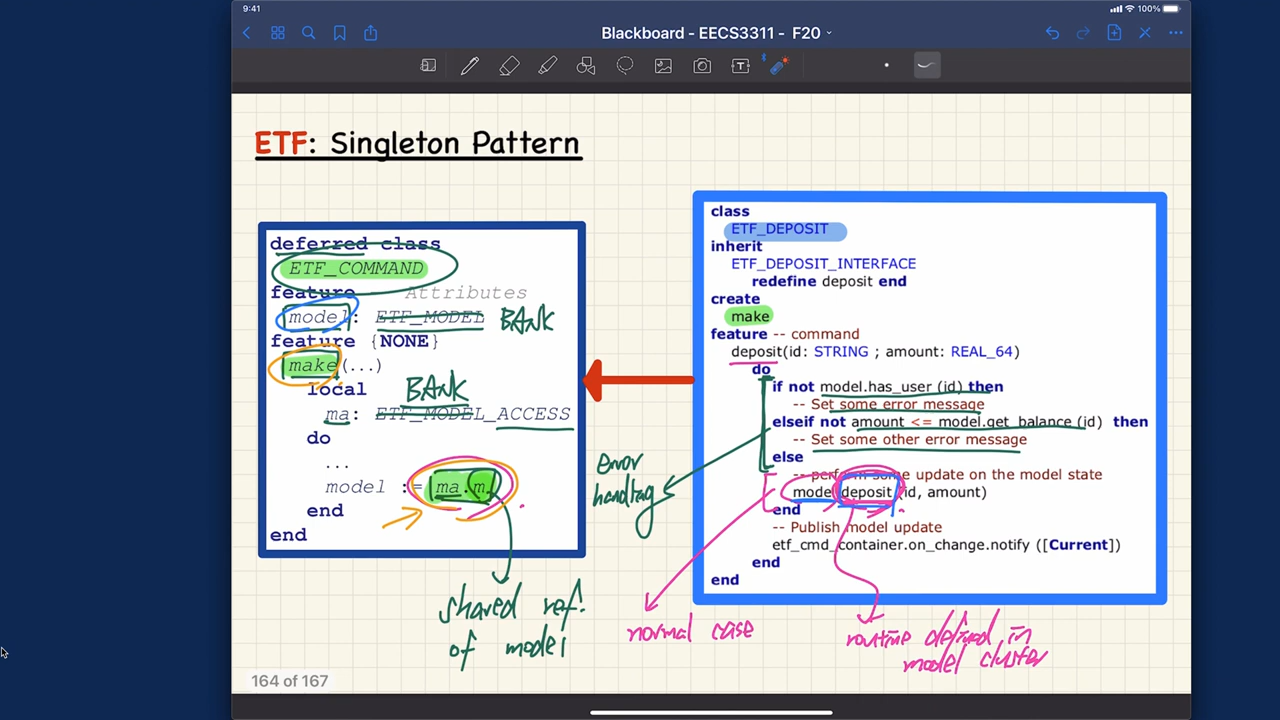 9:41
100%
Blackboard - EECS3311 - F20
ETF: Singleton Pattern
deferred class
ETF_COMMAND
feature Attributes
model: ETF_MODEL BANK
feature {NONE}
make(...)
local
BANK
ma: ETF_MODEL_ACCESS
do
...
model := ma.m
end
end
shared ref.
of model
class
ETF_DEPOSIT
inherit
ETF_DEPOSIT_INTERFACE
redefine deposit end
create
make
feature -- command
deposit(id: STRING ; amount: REAL_64)
do
if not model.has_user (id) then
-- Set some error message
elseif not amount <= model.get_balance (id) then
-- Set some other error message
else
-- perform some update on the model state
model.deposit (id, amount)
end
-- Publish model update
etf_cmd_container.on_change.notify ([Current])
end
end
error
handling
normal case
routine defined in
model cluster
164 of 167